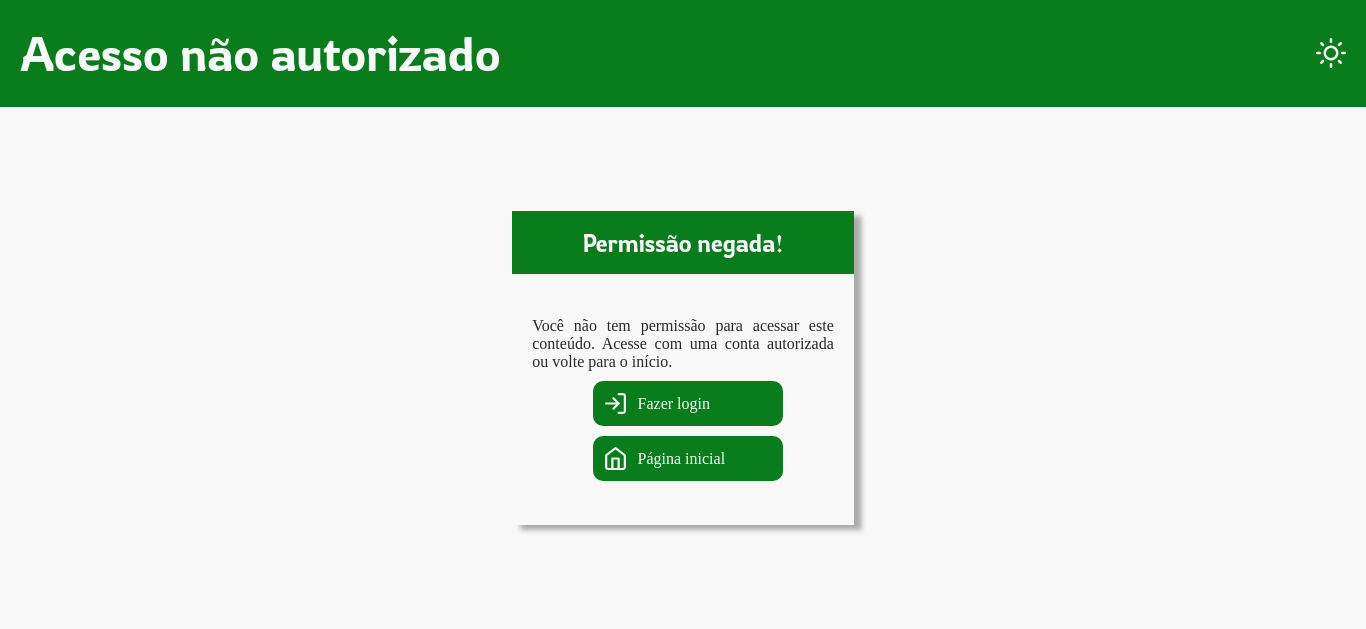 Acesso não autorizado
Permissão negada!
Você não tem permissão para acessar este
conteúdo. Acesse com uma conta autorizada
ou volte para o início.
Fazer login
Página inicial